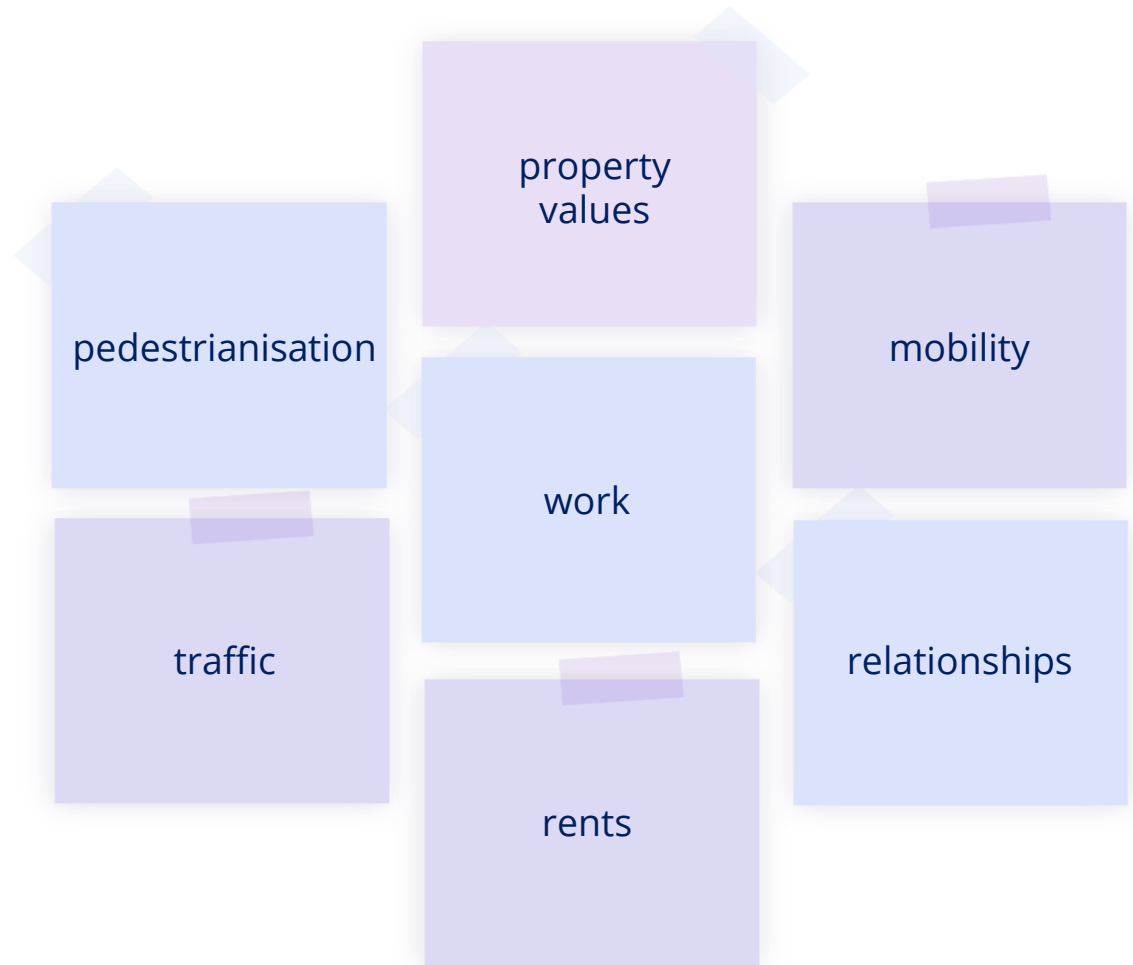 property
values
pedestrianisation
mobility
work
traffic
relationships
rents